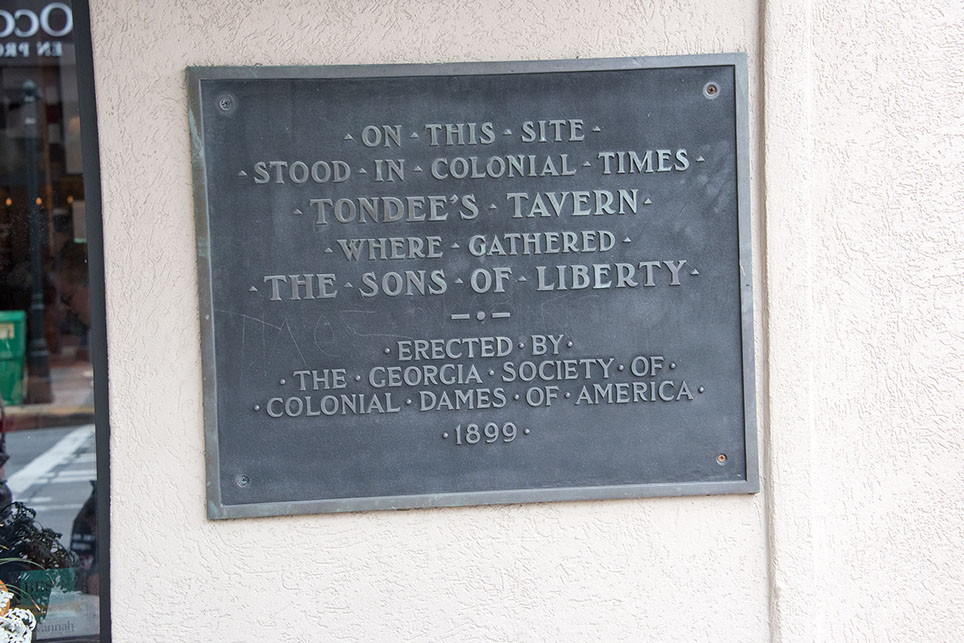 - ON - THIS - SITE -
- STOOD - IN - COLONIAL - TIMES -
- TONDEE'S - TAVERN -
- WHERE - GATHERED -
- THE - SONS - OF - LIBERTY -
· ERECTED · BY ·
· THE · GEORGIA · SOCIETY · OF ·
· COLONIAL · DAMES · OF · AMERICA ·
· 1899 ·